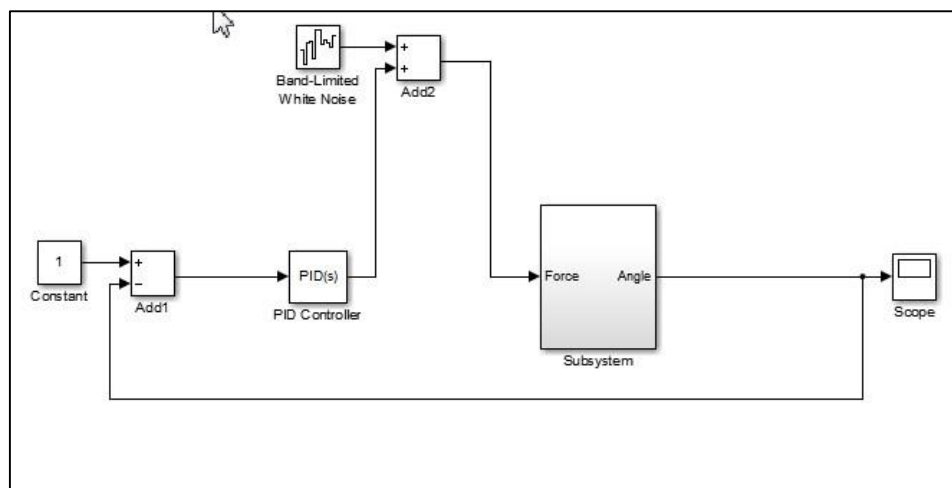 Band-Limited
White Noise
+
+
Add2
1
Constant
+
−
Add1
PID(s)
PID Controller
Force
Angle
Subsystem
Scope